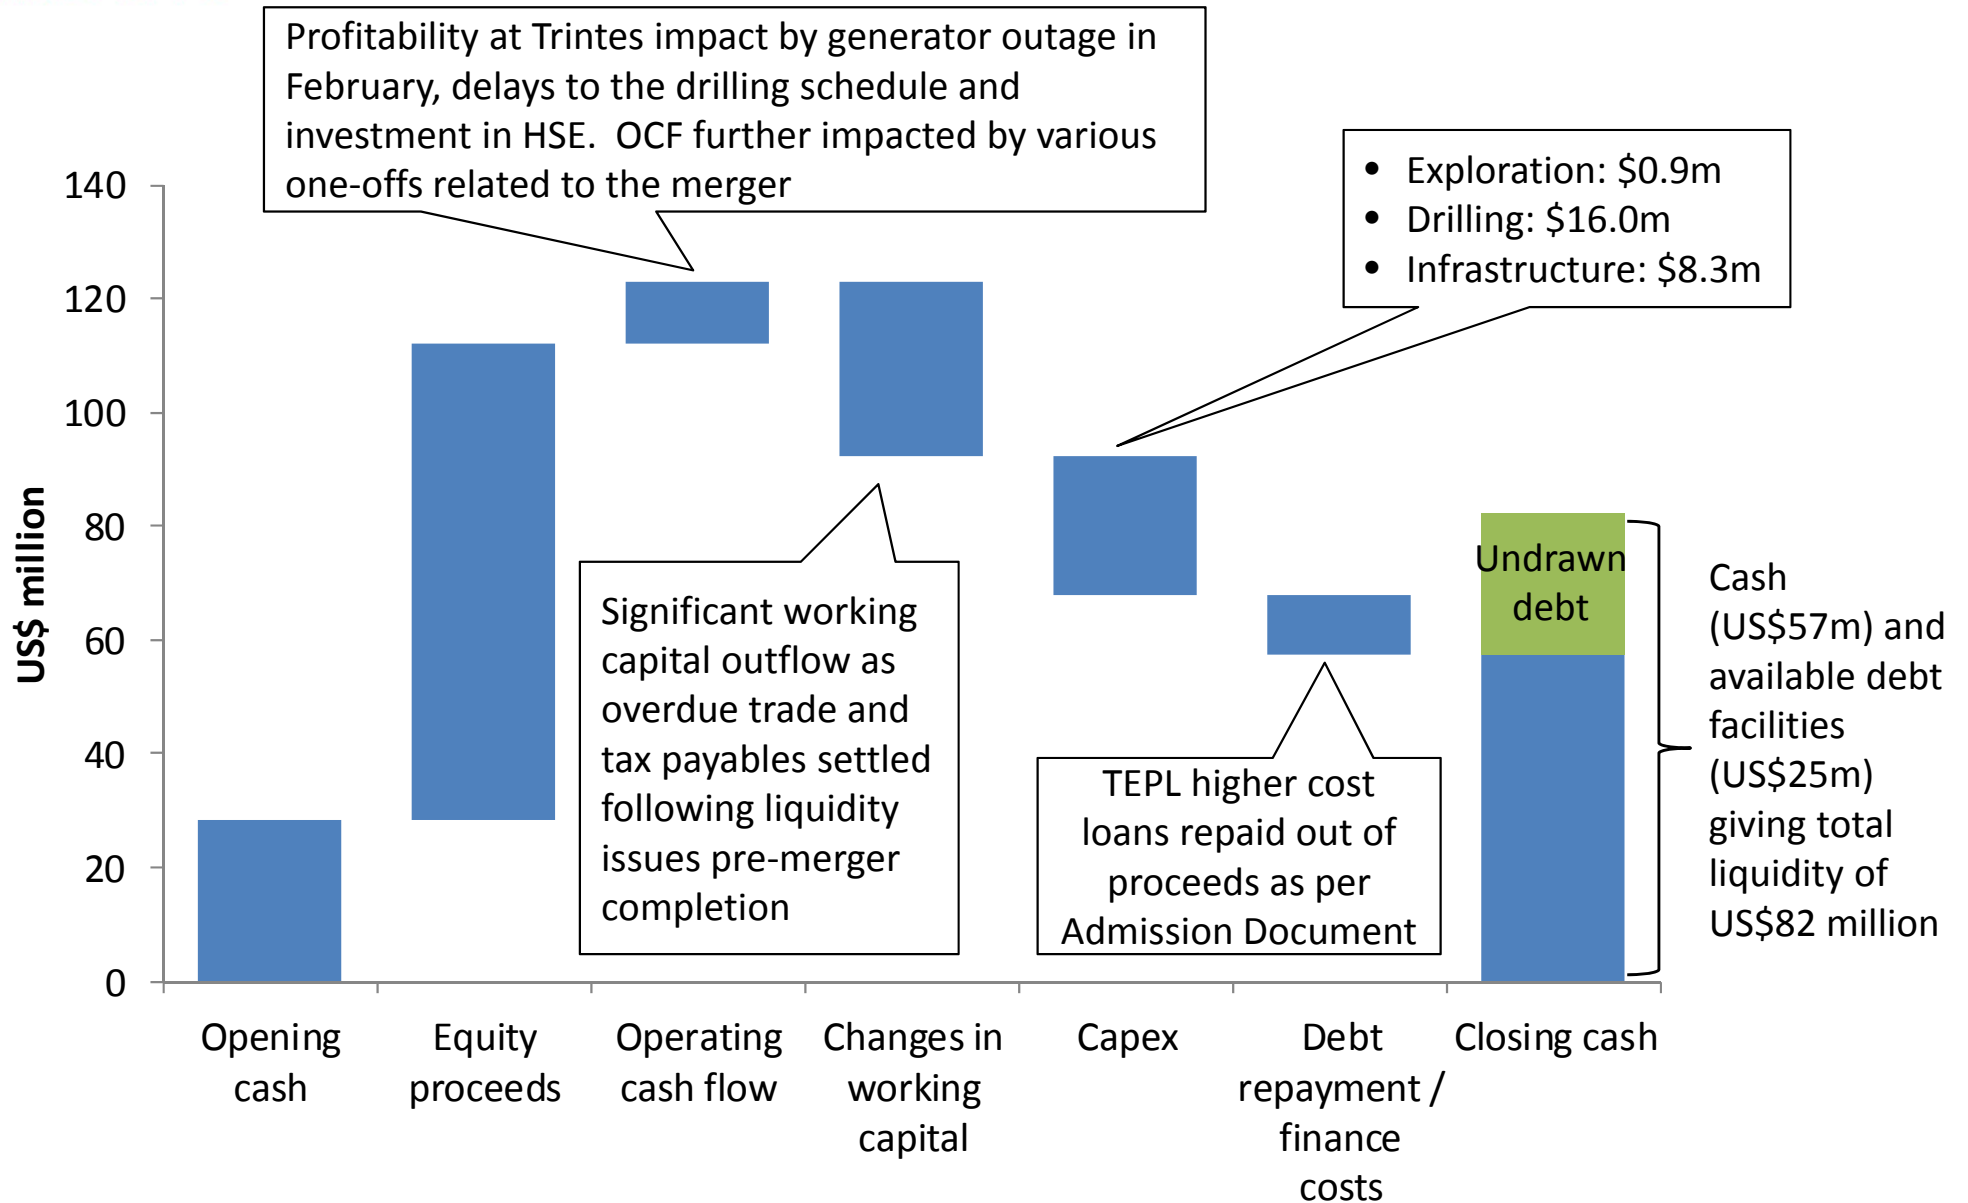 Profitability at Trintes impact by generator outage in
February, delays to the drilling schedule and
investment in HSE.  OCF further impacted by various
one-offs related to the merger
• Exploration: $0.9m
• Drilling: $16.0m
• Infrastructure: $8.3m
140
120
100
80
60
40
20
0
US$ million
Significant working
capital outflow as
overdue trade and
tax payables settled
following liquidity
issues pre-merger
completion
TEPL higher cost
loans repaid out of
proceeds as per
Admission Document
Undrawn
debt
Cash
(US$57m) and
available debt
facilities
(US$25m)
giving total
liquidity of
US$82 million
Opening
cash
Equity
proceeds
Operating
cash flow
Changes in
working
capital
Capex
Debt
repayment /
finance
costs
Closing cash